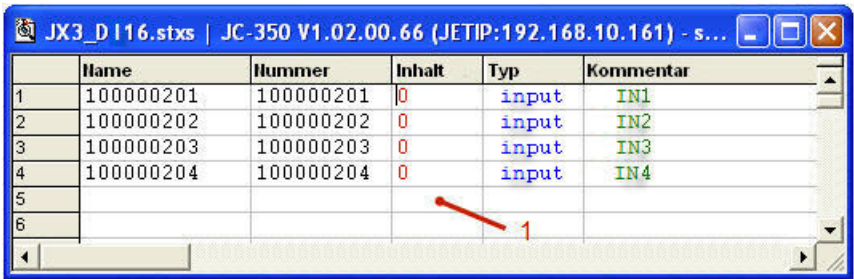 JX3_DI16.stxs | JC-350 V1.02.00.66 (JETIP:192.168.10.161) - s...
Name Nummer Inhalt Typ Kommentar
1 100000201 100000201 0 input IN1
2 100000202 100000202 0 input IN2
3 100000203 100000203 0 input IN3
4 100000204 100000204 0 input IN4
5
6
1